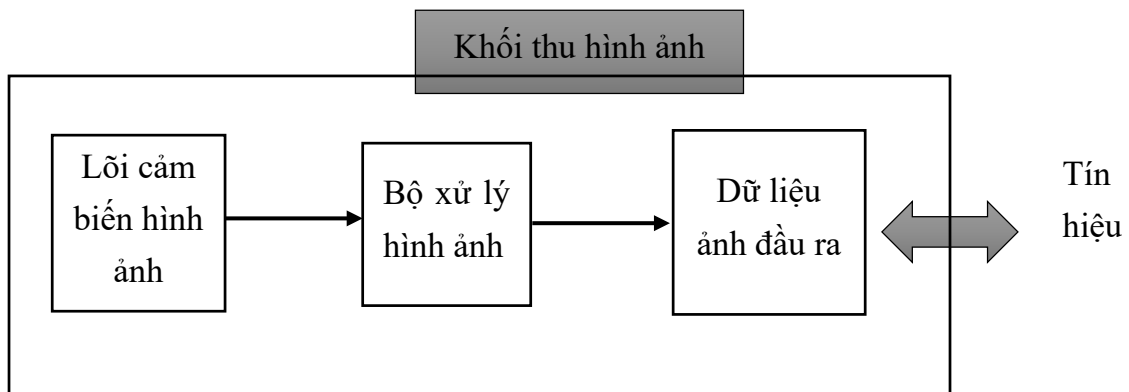 Khối thu hình ảnh
Lõi cảm
biến hình
ảnh
Bộ xử lý
hình ảnh
Dữ liệu
ảnh đầu ra
Tín
hiệu